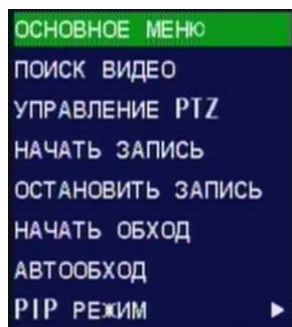 ОСНОВНОЕ МЕНЮ
ПОИСК ВИДЕО
УПРАВЛЕНИЕ PTZ
НАЧАТЬ ЗАПИСЬ
ОСТАНОВИТЬ ЗАПИСЬ
НАЧАТЬ ОБХОД
АВТООБХОД
PIP РЕЖИМ